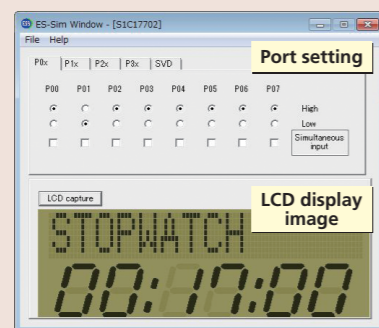 ES-Sim Window - [S1C17702]
File Help
P0x P1x P2x P3x SVD
Port setting
P00 P01 P02 P03 P04 P05 P06 P07
High
Low
Simultaneous
input
LCD capture
LCD display
image
STOPWATCH
00:17:00